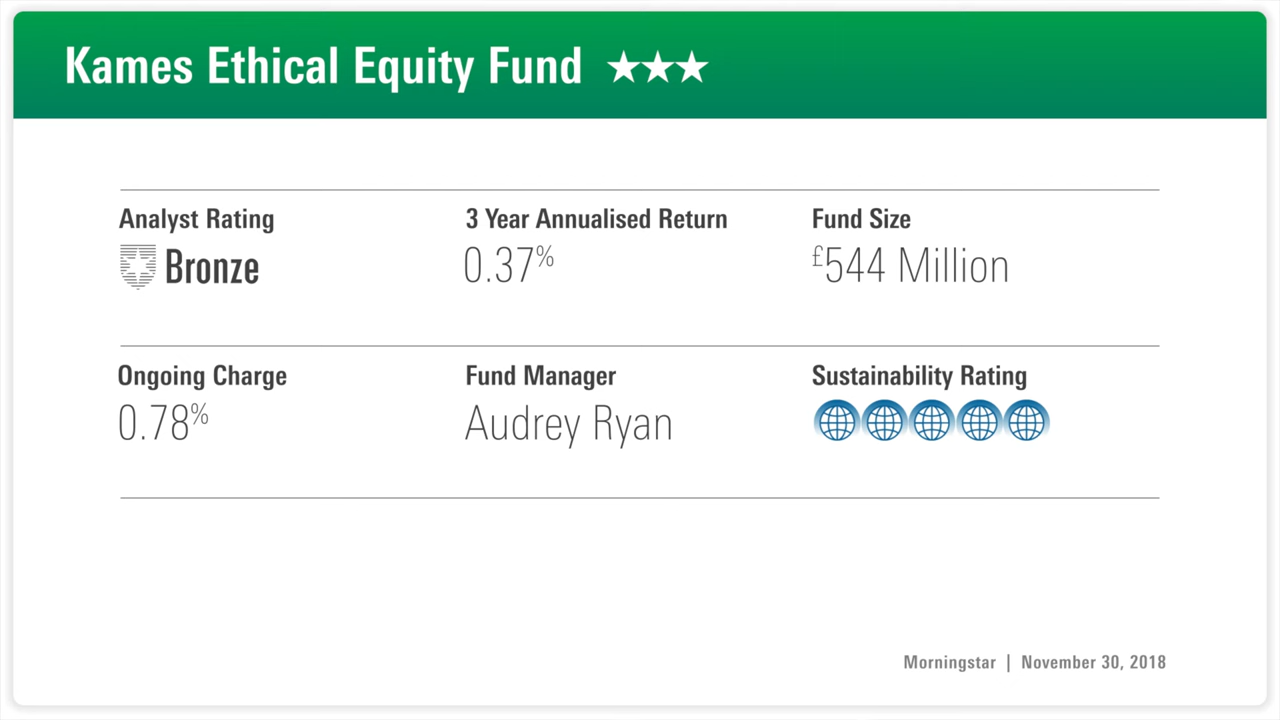 Kames Ethical Equity Fund ★★★
Analyst Rating
Bronze
3 Year Annualised Return
0.37%
Fund Size
£544 Million
Ongoing Charge
0.78%
Fund Manager
Audrey Ryan
Sustainability Rating
Morningstar | November 30, 2018